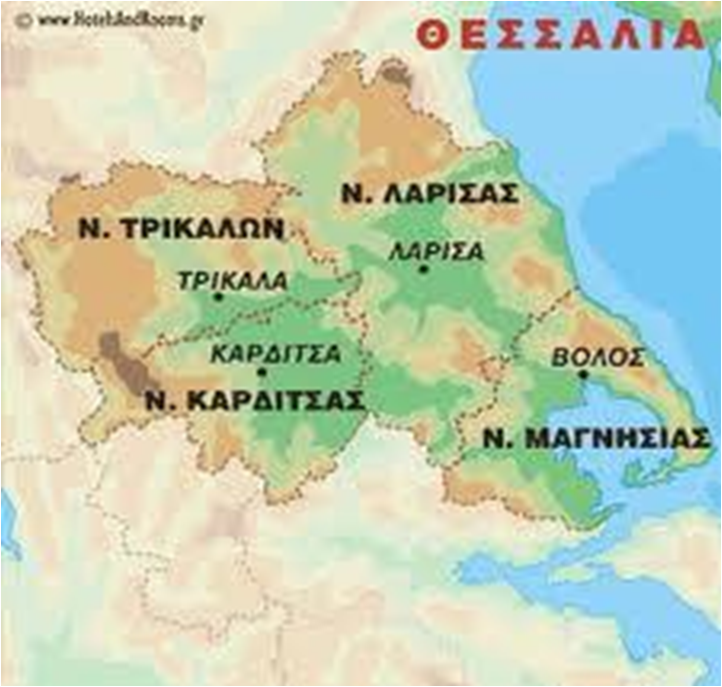 © www.HotelsAndRooms.gr
ΘΕΣΣΑΛΙΑ
Ν. ΛΑΡΙΣΑΣ
Ν. ΤΡΙΚΑΛΩΝ
ΛΑΡΙΣΑ
ΤΡΙΚΑΛΑ
ΚΑΡΔΙΤΣΑ
ΒΟΛΟΣ
Ν. ΚΑΡΔΙΤΣΑΣ
Ν. ΜΑΓΝΗΣΙΑΣ